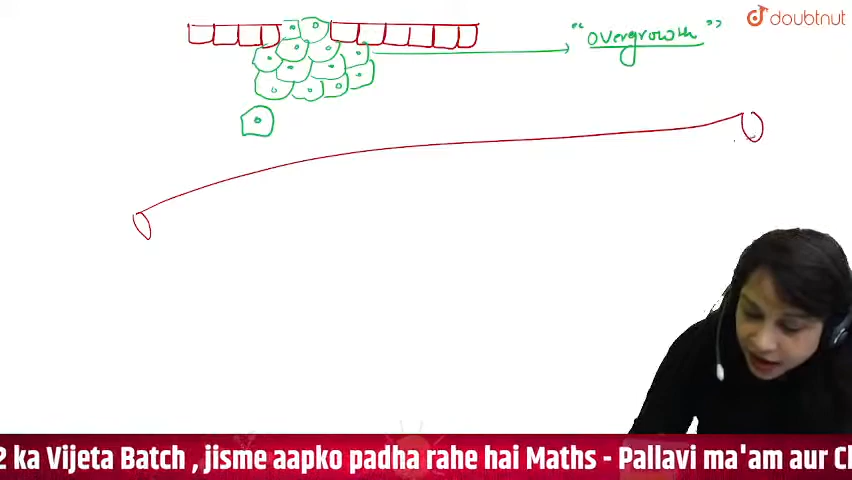 doubtnut
"overgrowth"
2 ka Vijeta Batch , jisme aapko padha rahe hai Maths - Pallavi ma'am aur C